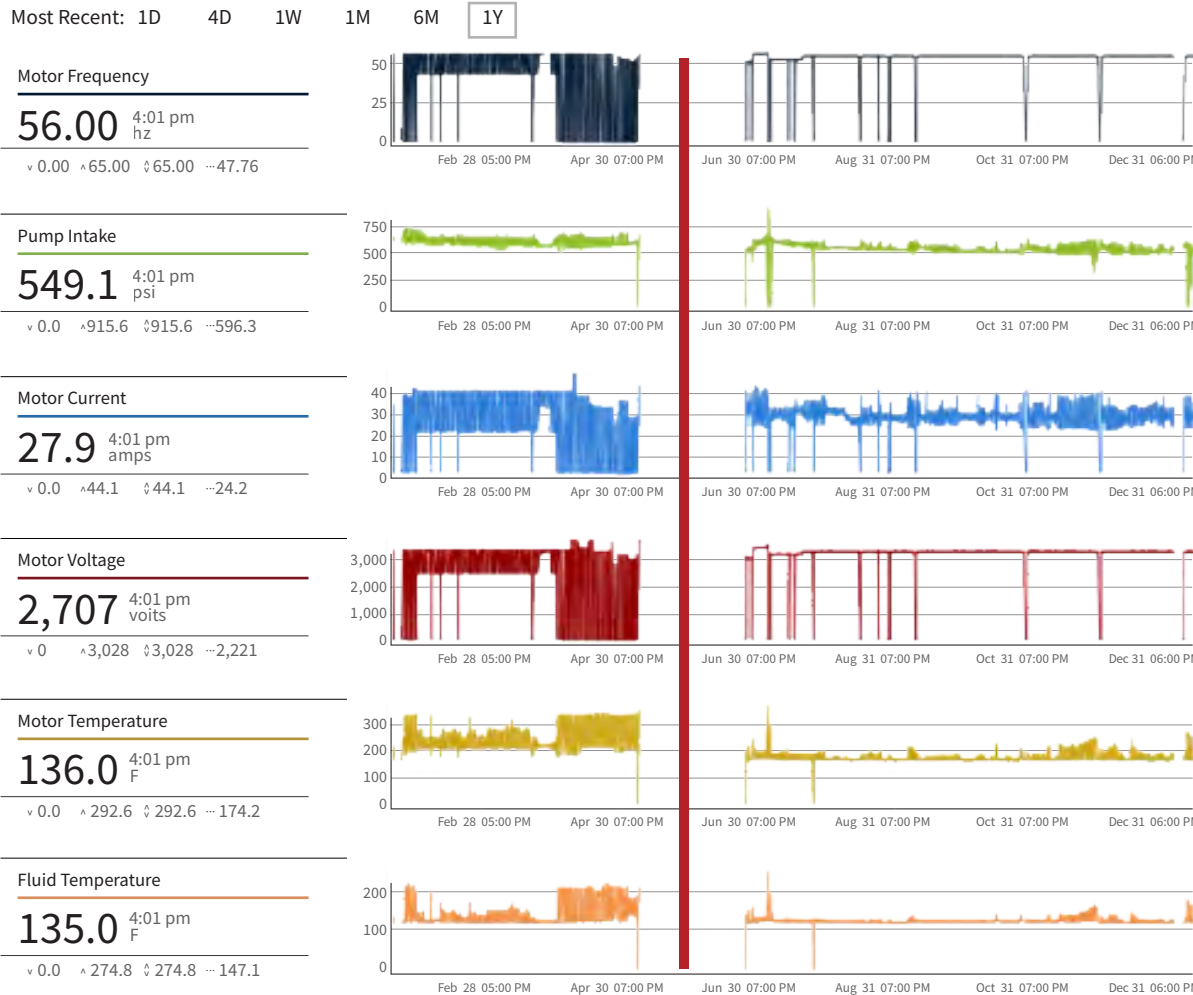 Most Recent: 1D 4D 1W 1M 6M 1Y
Motor Frequency
56.00 4:01 pm hz
v 0.00 ^ 65.00 65.00 ··· 47.76
50
25
0
Feb 28 05:00 PM Apr 30 07:00 PM Jun 30 07:00 PM Aug 31 07:00 PM Oct 31 07:00 PM Dec 31 06:00 PM
Pump Intake
549.1 4:01 pm psi
v 0.0 ^915.6 915.6 ···596.3
750
500
250
0
Feb 28 05:00 PM Apr 30 07:00 PM Jun 30 07:00 PM Aug 31 07:00 PM Oct 31 07:00 PM Dec 31 06:00 PM
Motor Current
27.9 4:01 pm amps
v 0.0 ^44.1 44.1 ···24.2
40
30
20
10
0
Feb 28 05:00 PM Apr 30 07:00 PM Jun 30 07:00 PM Aug 31 07:00 PM Oct 31 07:00 PM Dec 31 06:00 PM
Motor Voltage
2,707 4:01 pm voits
v 0 ^3,028 3,028 ···2,221
3,000
2,000
1,000
0
Feb 28 05:00 PM Apr 30 07:00 PM Jun 30 07:00 PM Aug 31 07:00 PM Oct 31 07:00 PM Dec 31 06:00 PM
Motor Temperature
136.0 4:01 pm F
v 0.0 ^ 292.6 292.6 ··· 174.2
300
200
100
0
Feb 28 05:00 PM Apr 30 07:00 PM Jun 30 07:00 PM Aug 31 07:00 PM Oct 31 07:00 PM Dec 31 06:00 PM
Fluid Temperature
135.0 4:01 pm F
v 0.0 ^ 274.8 274.8 ··· 147.1
200
100
0
Feb 28 05:00 PM Apr 30 07:00 PM Jun 30 07:00 PM Aug 31 07:00 PM Oct 31 07:00 PM Dec 31 06:00 PM